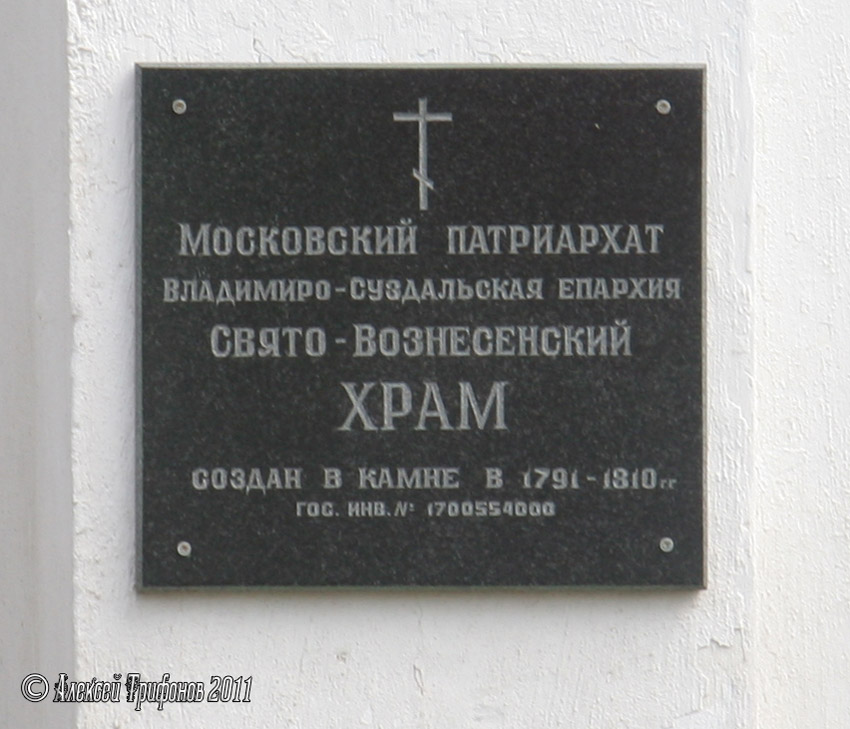 Московский патриархат
Владимиро-Суздальская епархия
Свято-Вознесенский
ХРАМ
создан в камне в 1791-1810гг
гос. инв. № 1700554000
© Алексей Трифонов 2011